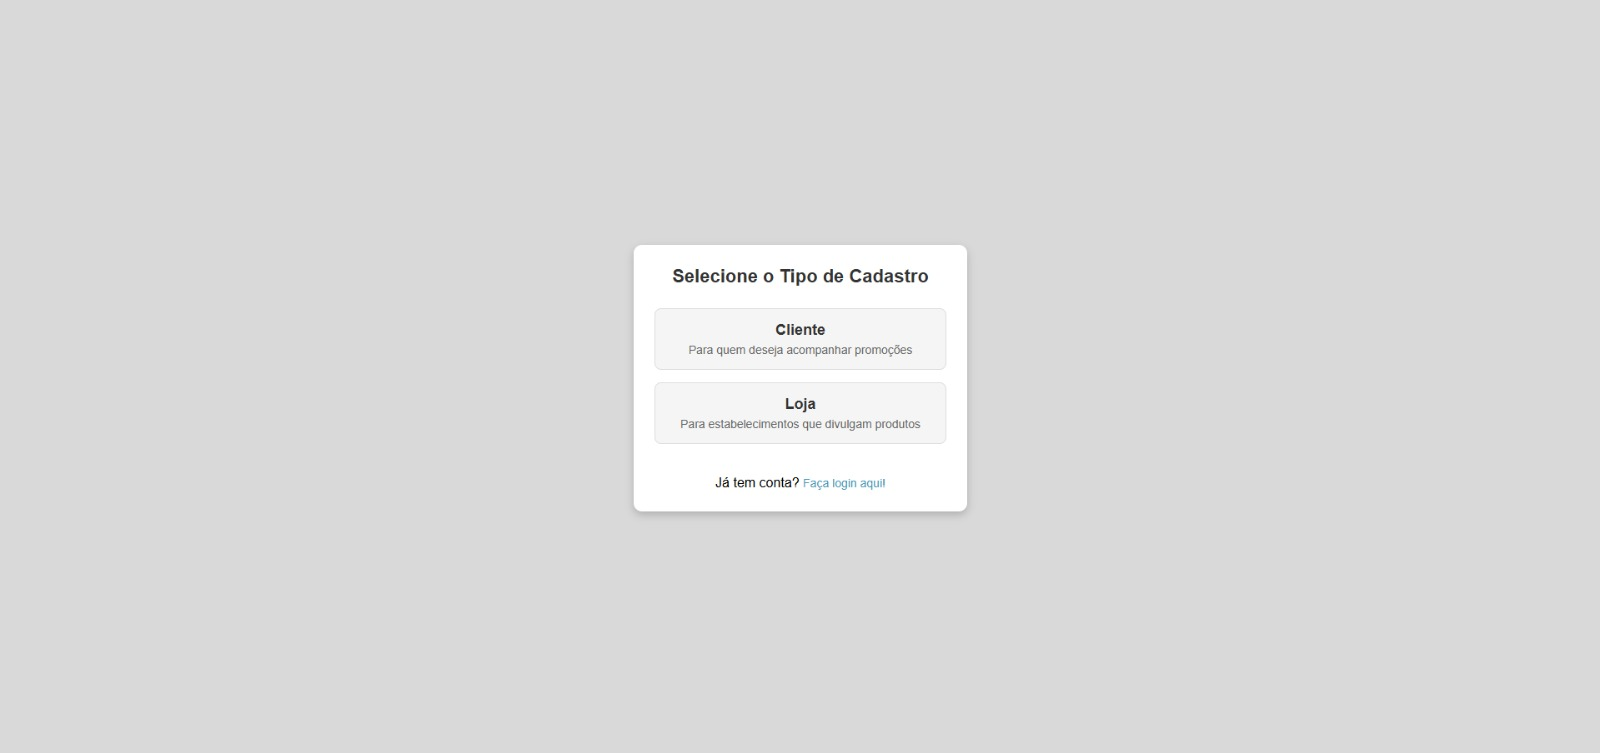 Selecione o Tipo de Cadastro
Cliente
Para quem deseja acompanhar promoções
Loja
Para estabelecimentos que divulgam produtos
Já tem conta? Faça login aqui!